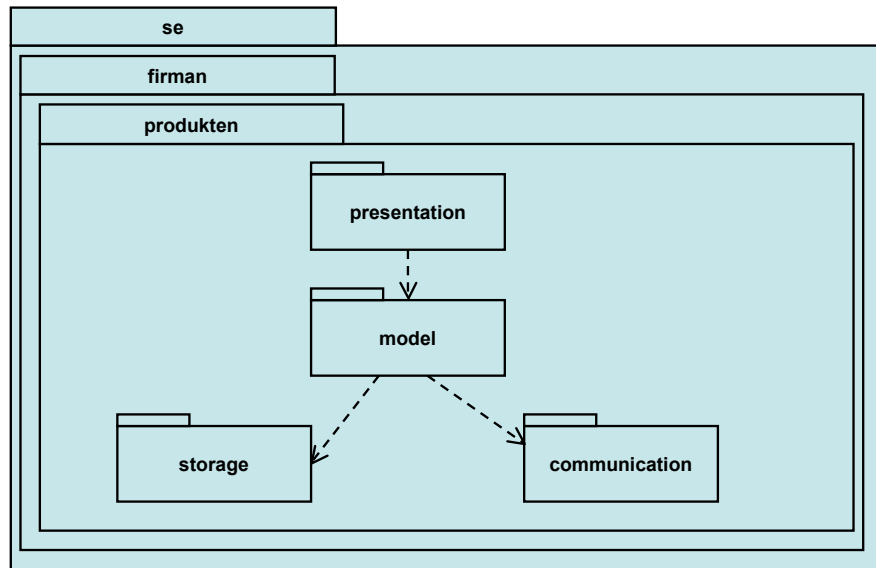 se
firman
produkten
presentation
model
storage
communication